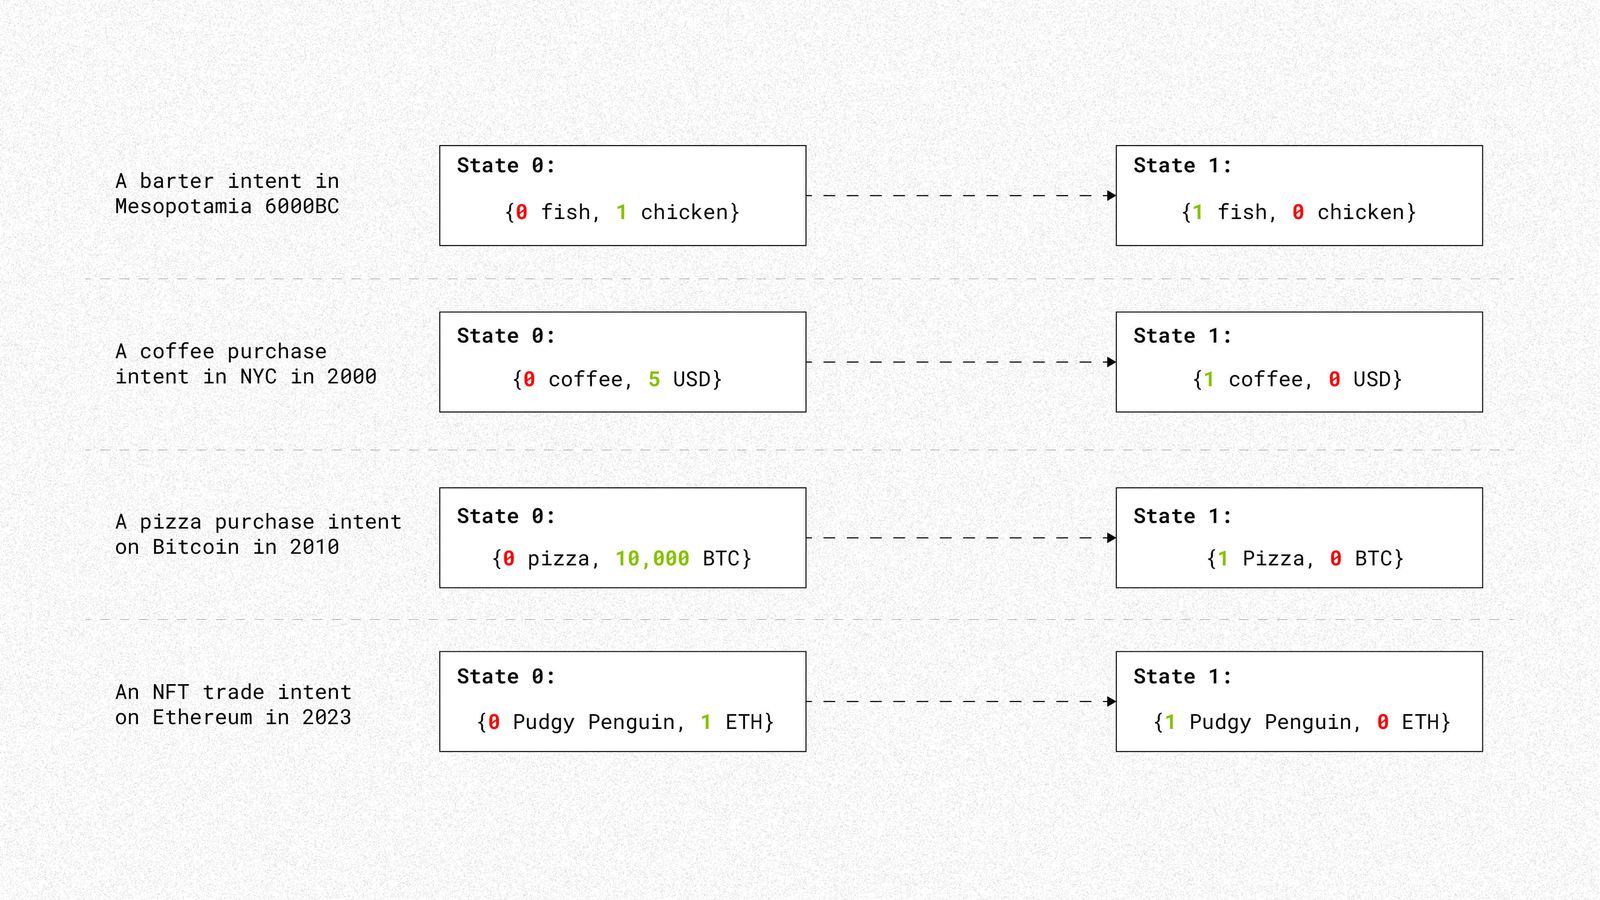 A barter intent in
Mesopotamia 6000BC
State 0:
{0 fish, 1 chicken}
State 1:
{1 fish, 0 chicken}
A coffee purchase
intent in NYC in 2000
State 0:
{0 coffee, 5 USD}
State 1:
{1 coffee, 0 USD}
A pizza purchase intent
on Bitcoin in 2010
State 0:
{0 pizza, 10,000 BTC}
State 1:
{1 Pizza, 0 BTC}
An NFT trade intent
on Ethereum in 2023
State 0:
{0 Pudgy Penguin, 1 ETH}
State 1:
{1 Pudgy Penguin, 0 ETH}